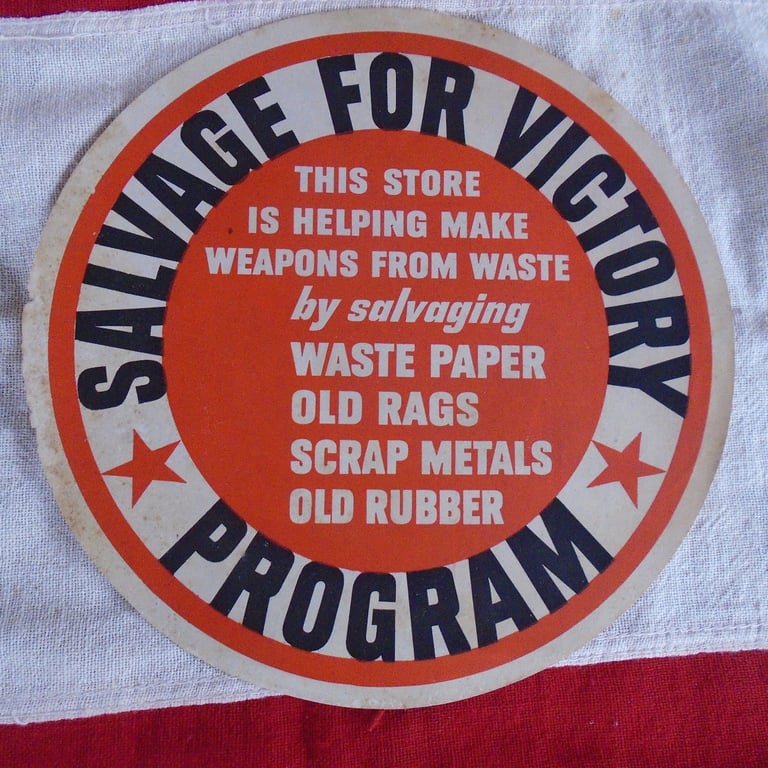 SALVAGE FOR VICTORY
THIS STORE
IS HELPING MAKE
WEAPONS FROM WASTE
by salvaging
WASTE PAPER
OLD RAGS
SCRAP METALS
OLD RUBBER
PROGRAM